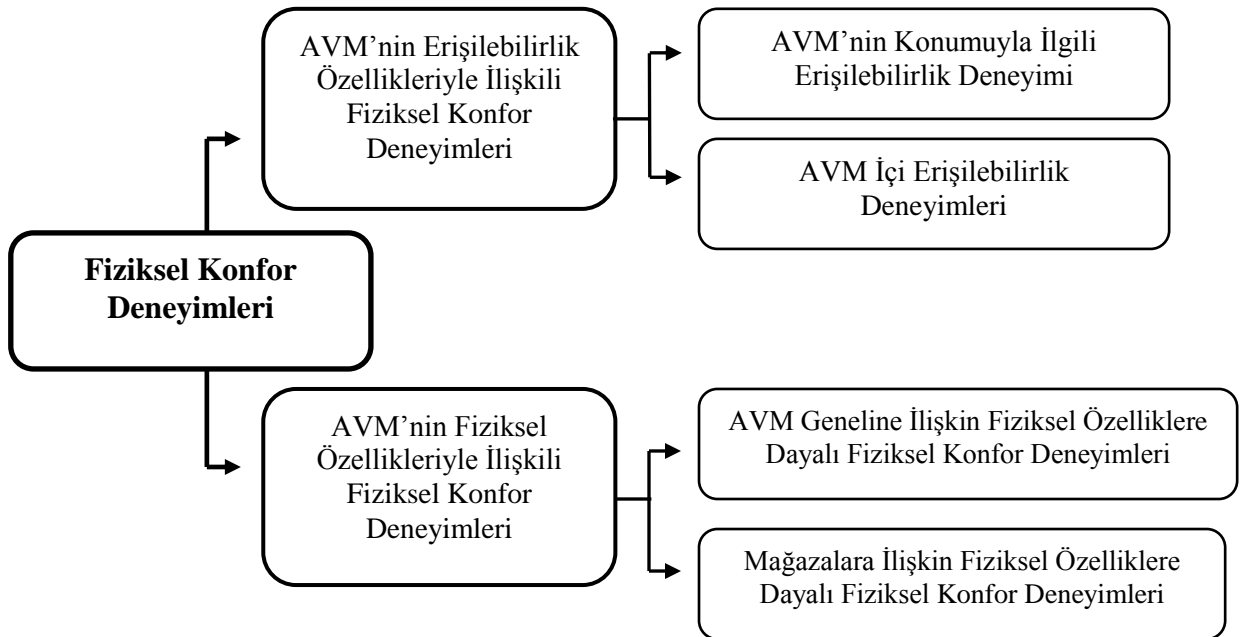 AVM’nin Erişilebilirlik
Özellikleriyle İlişkili
Fiziksel Konfor
Deneyimleri
AVM’nin Konumuyla İlgili
Erişilebilirlik Deneyimi
AVM İçi Erişilebilirlik
Deneyimleri
Fiziksel Konfor
Deneyimleri
AVM’nin Fiziksel
Özellikleriyle İlişkili
Fiziksel Konfor
Deneyimleri
AVM Geneline İlişkin Fiziksel Özelliklere
Dayalı Fiziksel Konfor Deneyimleri
Mağazalara İlişkin Fiziksel Özelliklere
Dayalı Fiziksel Konfor Deneyimleri